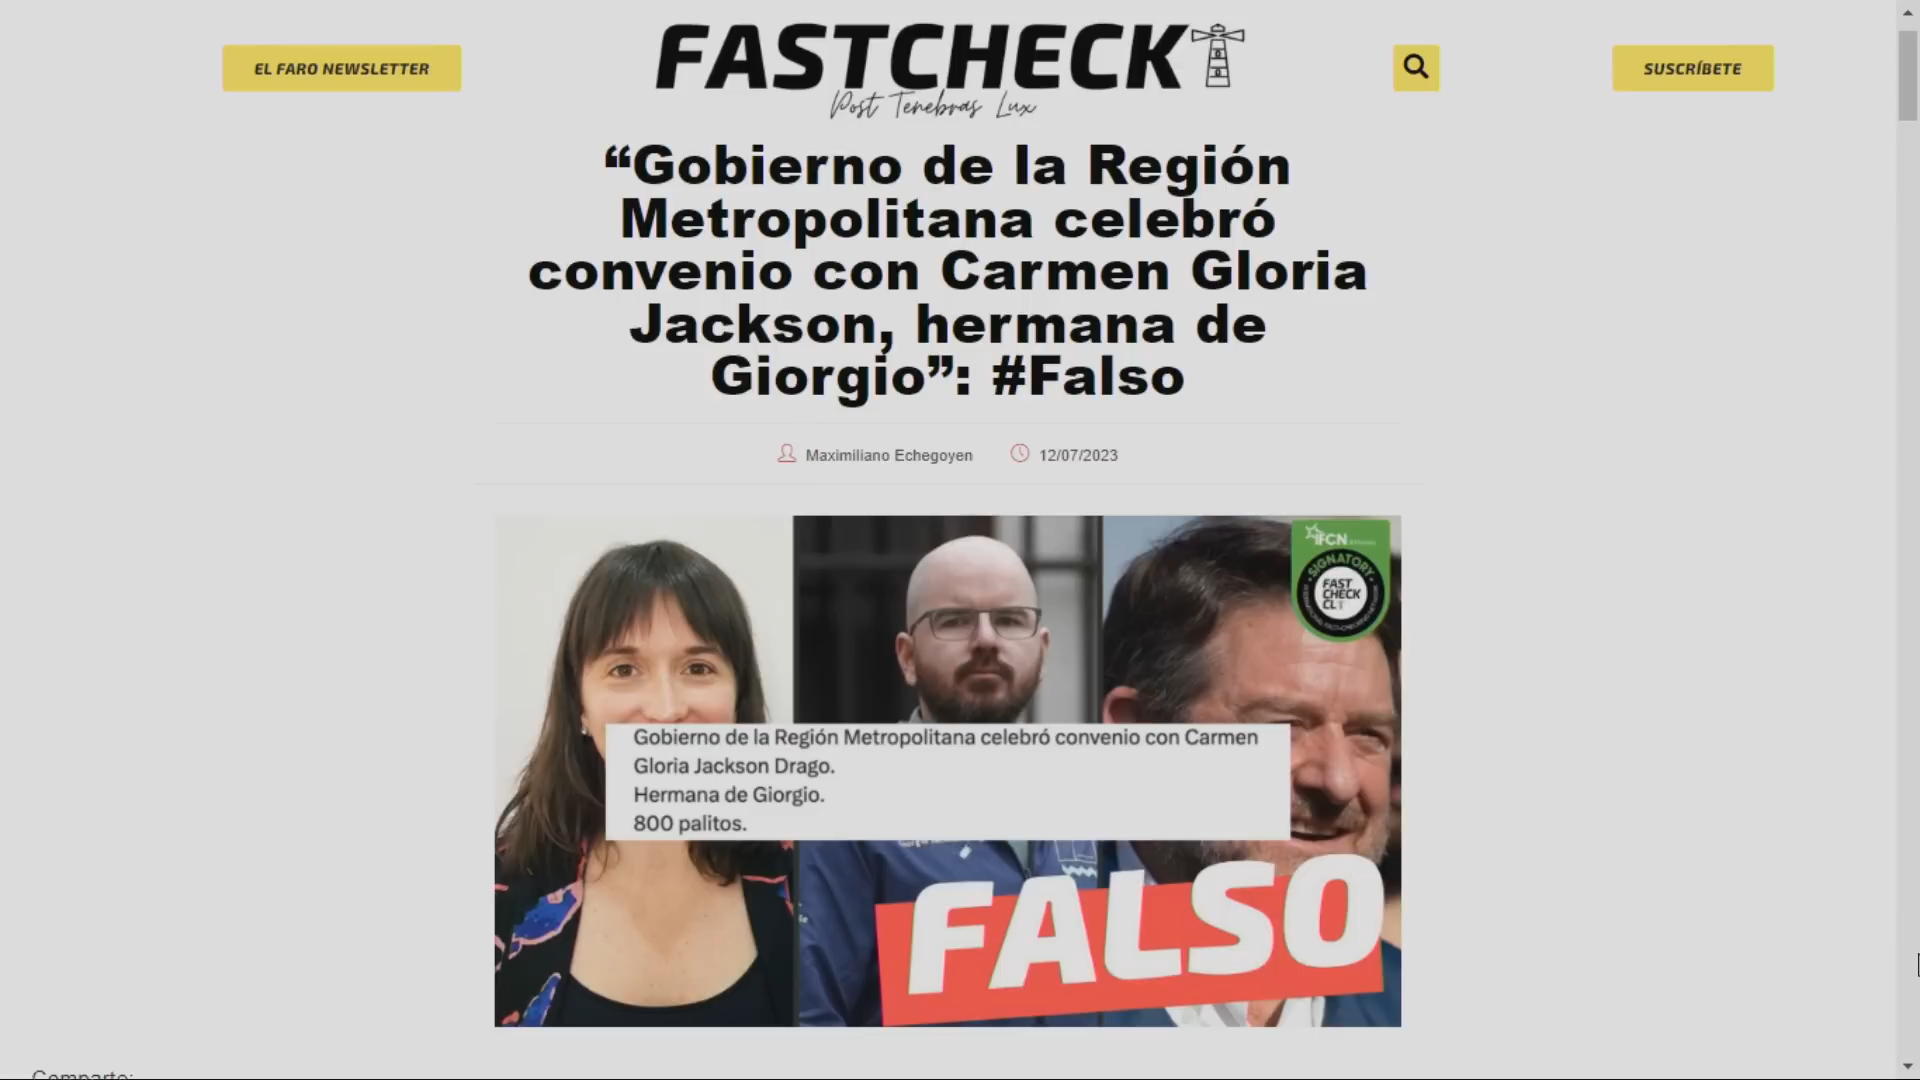 EL FARO NEWSLETTER
FASTCHECK
Post Tenebras Lux
SUSCRÍBETE
“Gobierno de la Región
Metropolitana celebró
convenio con Carmen Gloria
Jackson, hermana de
Giorgio”: #Falso
Maximiliano Echegoyen
12/07/2023
IFCN
SIGNATORY
FAST
CHECK
CL
Gobierno de la Región Metropolitana celebró convenio con Carmen
Gloria Jackson Drago.
Hermana de Giorgio.
800 palitos.
FALSO